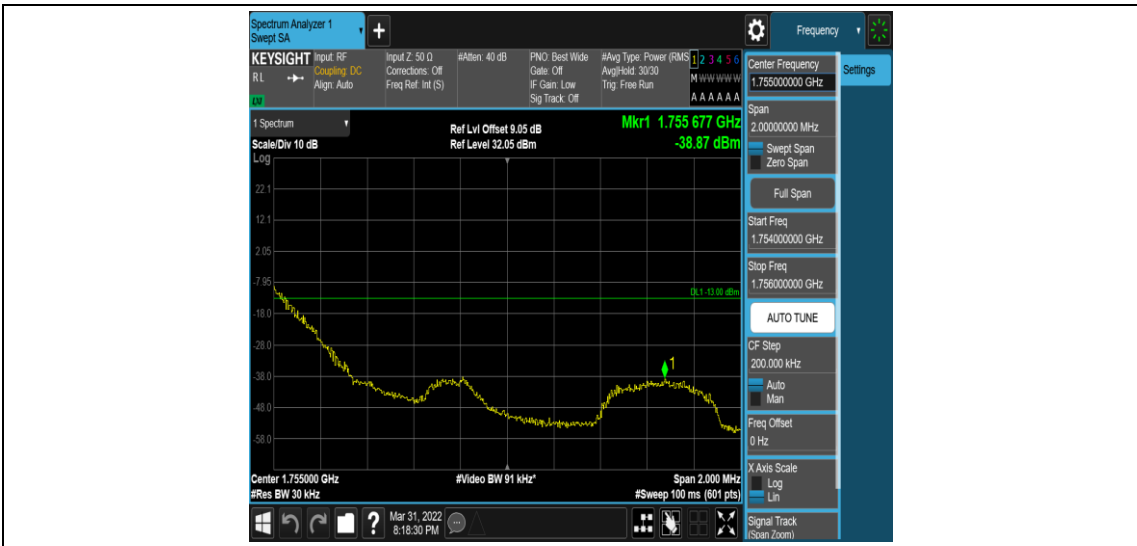 Spectrum Analyzer 1
Swept SA
+
Frequency
KEYSIGHT
RL
LXI
Input: RF
Coupling: DC
Align: Auto
Input Z: 50 Ω
Corrections: Off
Freq Ref: Int (S)
#Atten: 40 dB
PNO: Best Wide
Gate: Off
IF Gain: Low
Sig Track: Off
#Avg Type: Power (RMS
Avg|Hold: 30/30
Trig: Free Run
1 2 3 4 5 6
M W W W W W
A A A A A A
1 Spectrum
Scale/Div 10 dB
Log
Ref Lvl Offset 9.05 dB
Ref Level 32.05 dBm
Mkr1 1.755 677 GHz
-38.87 dBm
22.1
12.1
2.05
-7.95
-18.0
-28.0
-38.0
-48.0
-58.0
DL1 -13.00 dBm
1
Center 1.755000 GHz
#Res BW 30 kHz
#Video BW 91 kHz*
Span 2.000 MHz
#Sweep 100 ms (601 pts)
?
Mar 31, 2022
8:18:30 PM
Center Frequency
1.755000000 GHz
Settings
Span
2.00000000 MHz
Swept Span
Zero Span
Full Span
Start Freq
1.754000000 GHz
Stop Freq
1.756000000 GHz
AUTO TUNE
CF Step
200.000 kHz
Auto
Man
Freq Offset
0 Hz
X Axis Scale
Log
Lin
Signal Track
(Span Zoom)